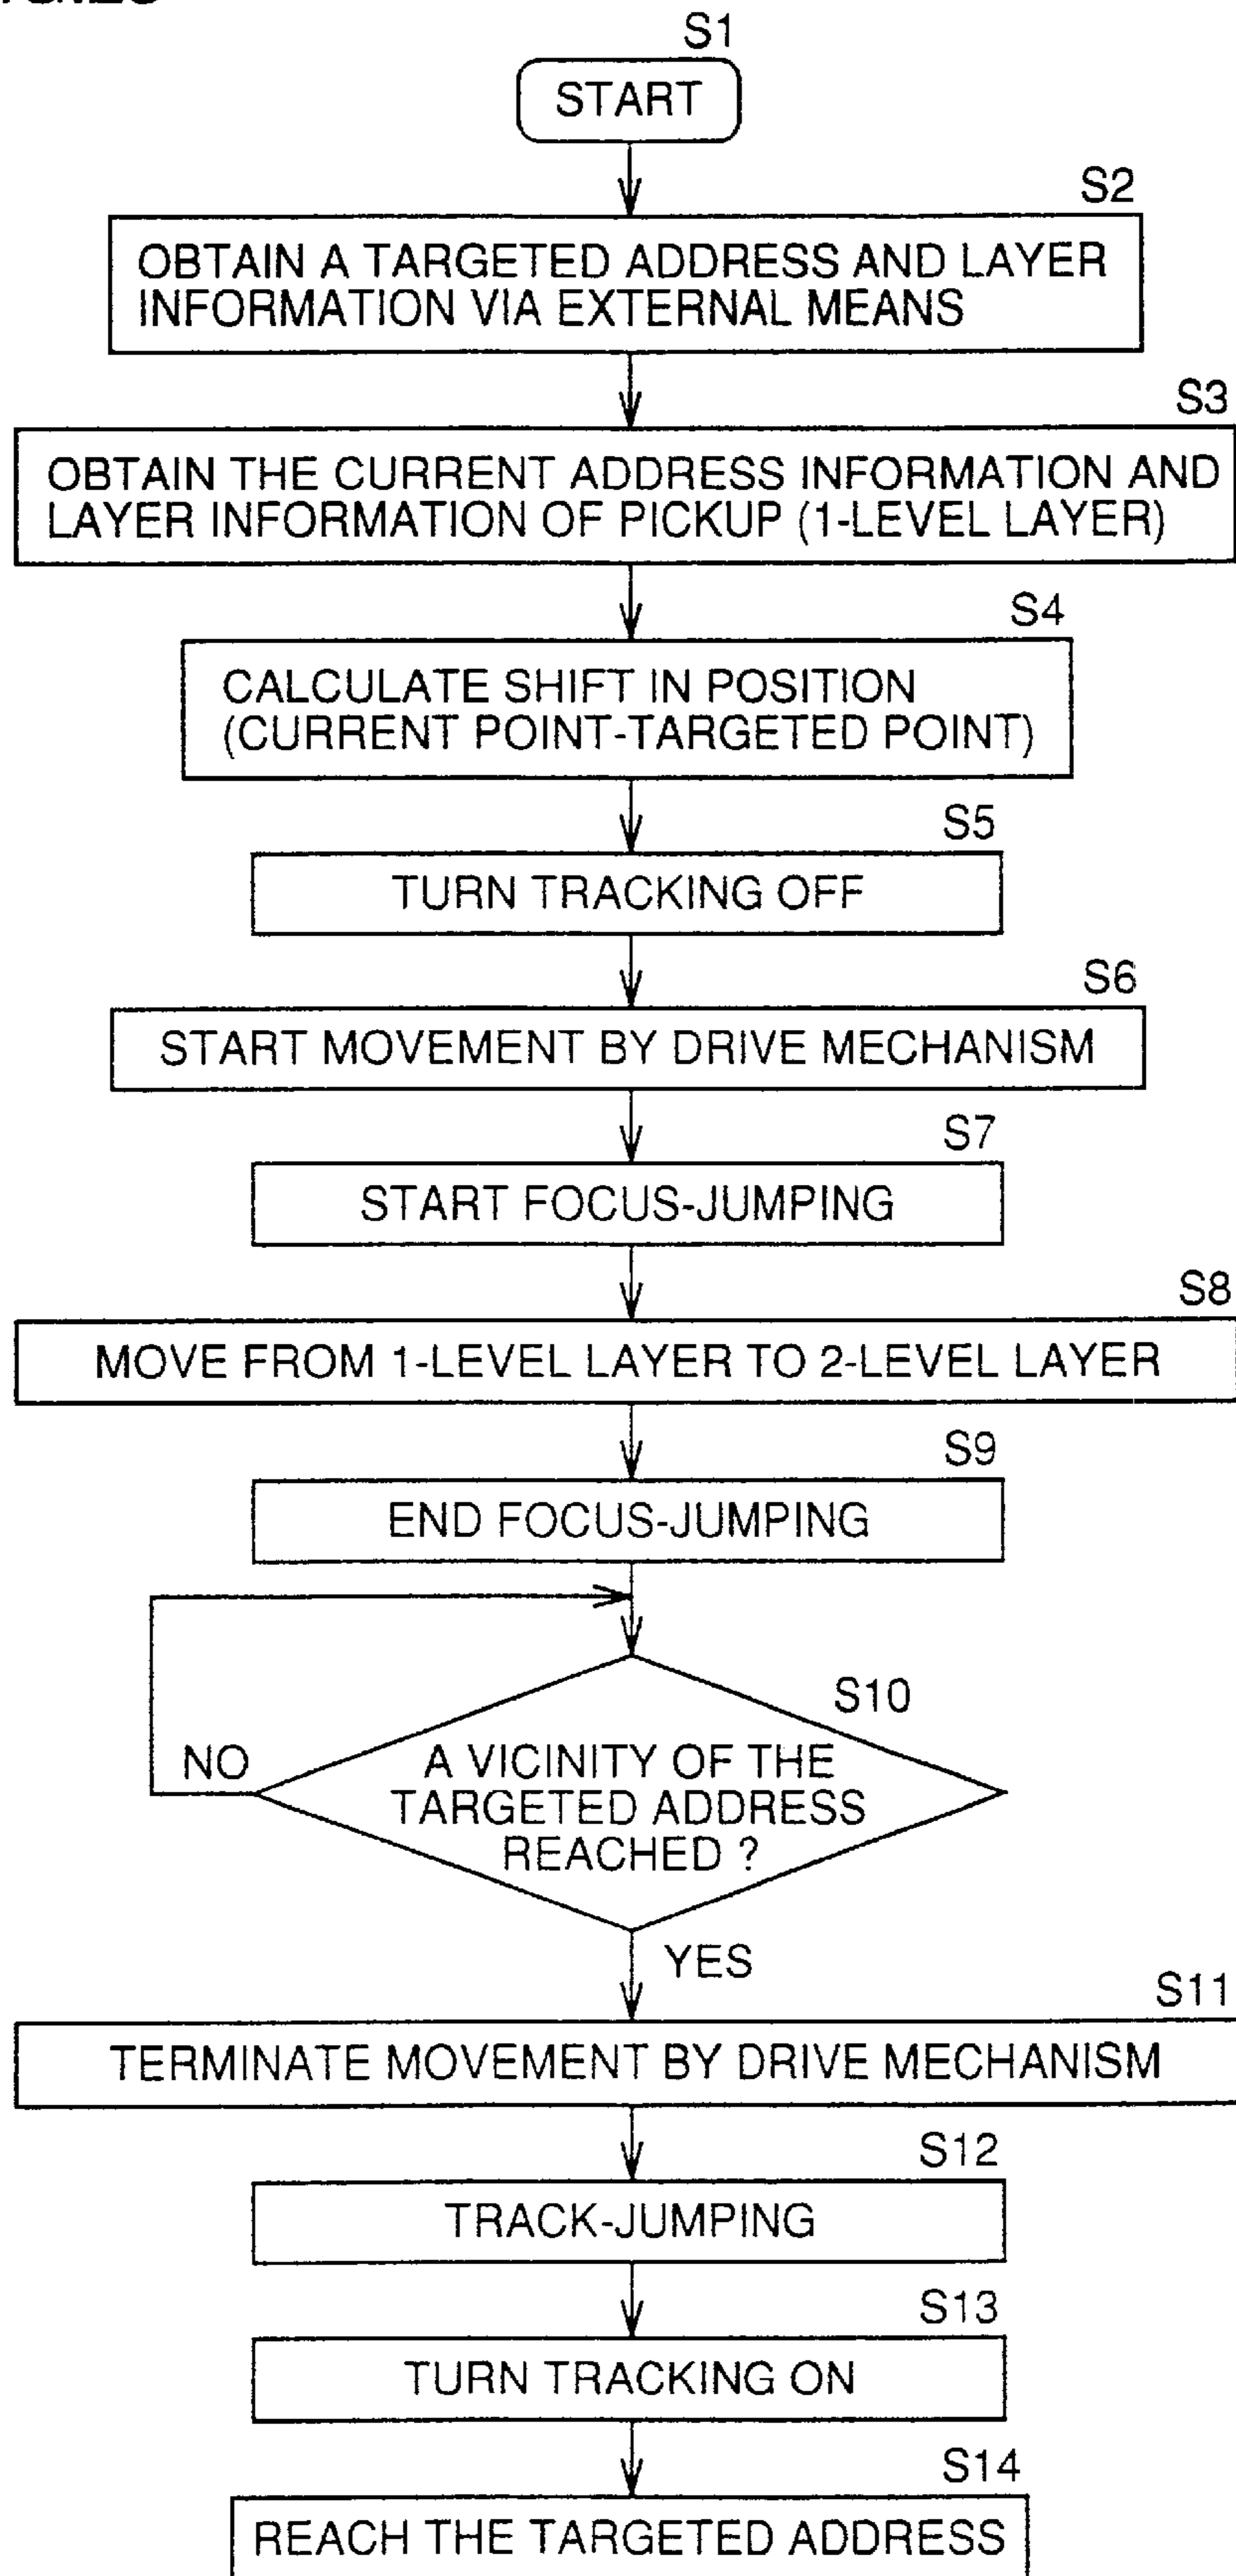 S1
START
S2
OBTAIN A TARGETED ADDRESS AND LAYER
INFORMATION VIA EXTERNAL MEANS
S3
OBTAIN THE CURRENT ADDRESS INFORMATION AND
LAYER INFORMATION OF PICKUP (1-LEVEL LAYER)
S4
CALCULATE SHIFT IN POSITION
(CURRENT POINT-TARGETED POINT)
S5
TURN TRACKING OFF
S6
START MOVEMENT BY DRIVE MECHANISM
S7
START FOCUS-JUMPING
S8
MOVE FROM 1-LEVEL LAYER TO 2-LEVEL LAYER
S9
END FOCUS-JUMPING
S10
NO
A VICINITY OF THE
TARGETED ADDRESS
REACHED ?
YES
S11
TERMINATE MOVEMENT BY DRIVE MECHANISM
S12
TRACK-JUMPING
S13
TURN TRACKING ON
S14
REACH THE TARGETED ADDRESS